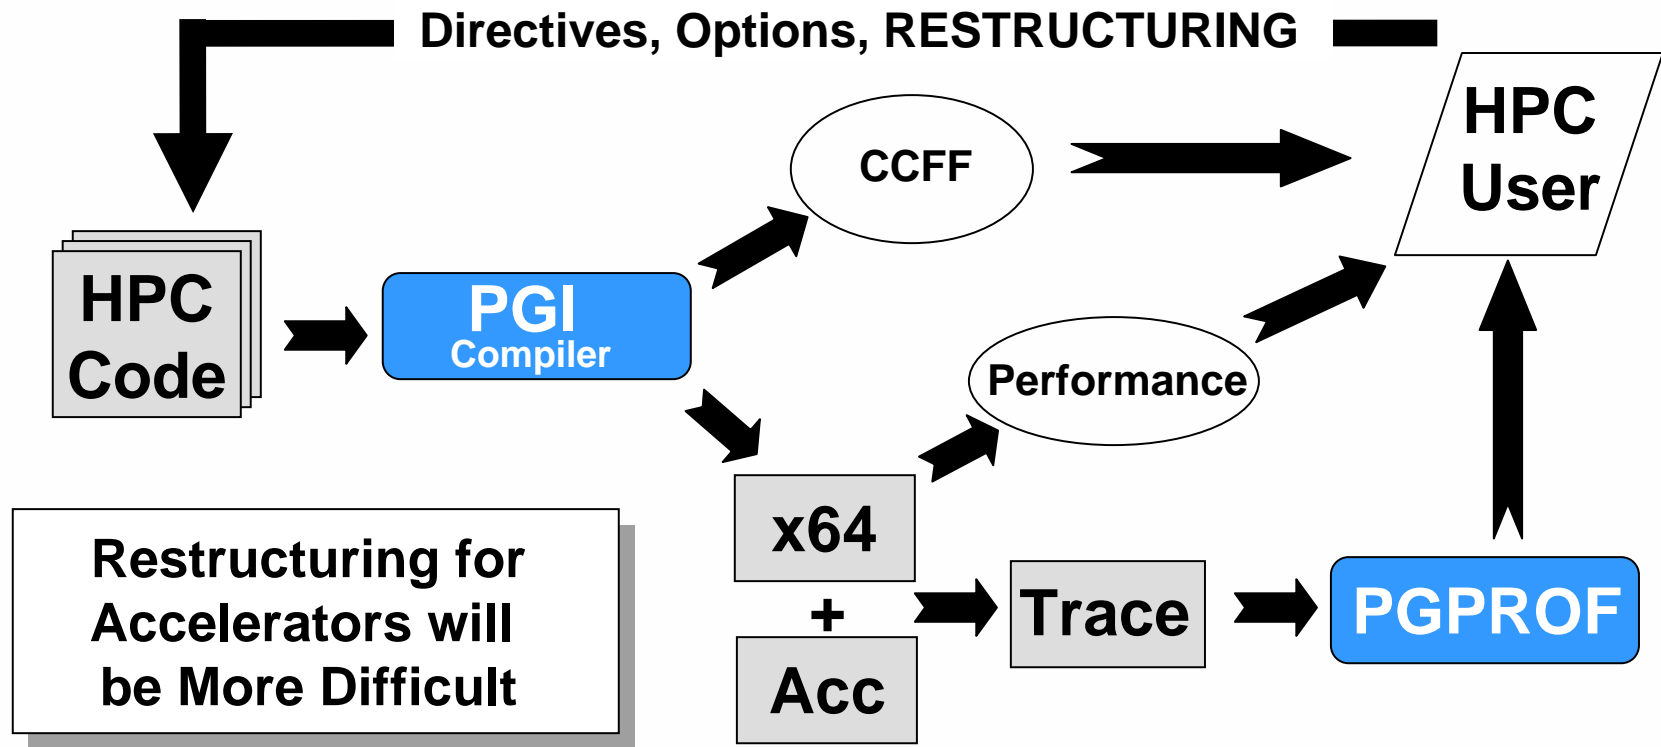 Directives, Options, RESTRUCTURING
HPC
User
CCFF
HPC
Code
PGI
Compiler
Performance
x64
+
Acc
Trace
PGPROF
Restructuring for
Accelerators will
be More Difficult